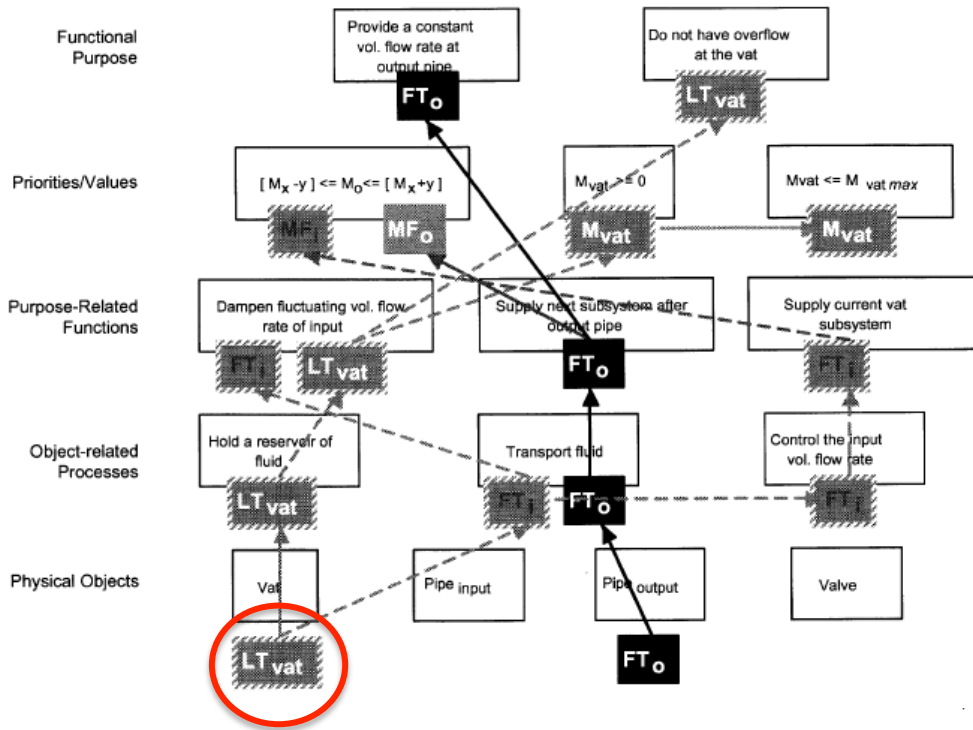 Functional
Purpose
Provide a constant
vol. flow rate at
output pipe
Do not have overflow
at the vat
FTo
LTvat
Priorities/Values
[ Mx -y ] <= Mo <= [ Mx+y ]
Mvat >= 0
Mvat <= M vat max
MFi
MFo
Mvat
Mvat
Purpose-Related
Functions
Dampen fluctuating vol. flow
rate of input
Supply next subsystem after
output pipe
Supply current vat
subsystem
FTi
LTvat
FTo
FTi
Object-related
Processes
Hold a reservoir of
fluid
Transport fluid
Control the input
vol. flow rate
LTvat
FTi
FTo
FTi
Physical Objects
Vat
Pipe input
Pipe output
Valve
LTvat
FTo